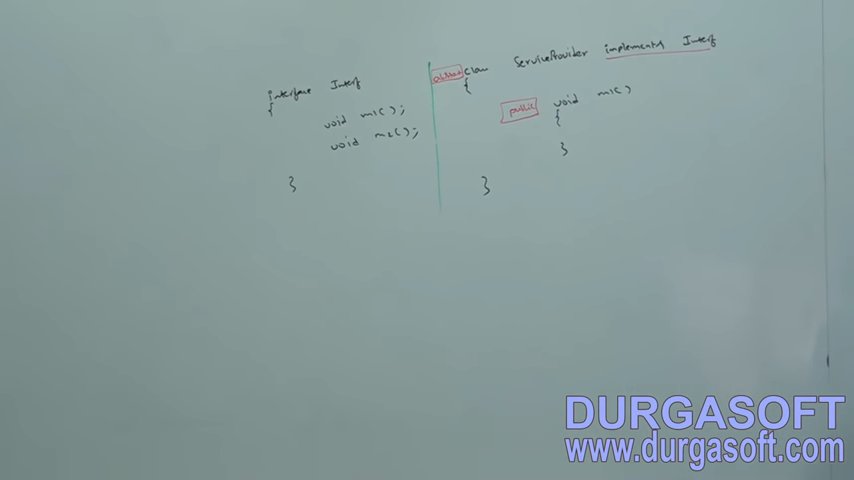 interface Interf
{
void m1();
void m2();
}
abstract class ServiceProvider implements Interf
{
public void m1()
{
}
}
DURGASOFT
www.durgasoft.com